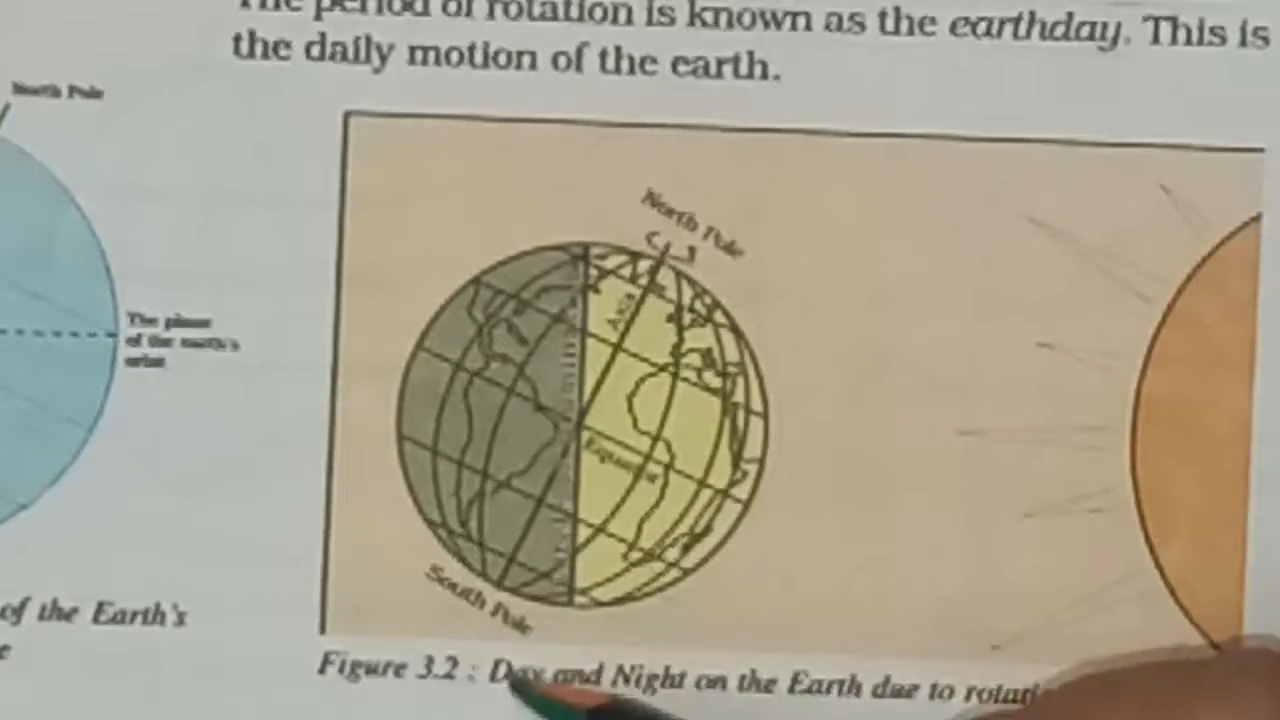 The period of rotation is known as the earthday. This is
the daily motion of the earth.
North Pole
The plane
of the earth's
orbit
North Pole
Axis
Equator
South Pole
of the Earth's
Figure 3.2 : Day and Night on the Earth due to